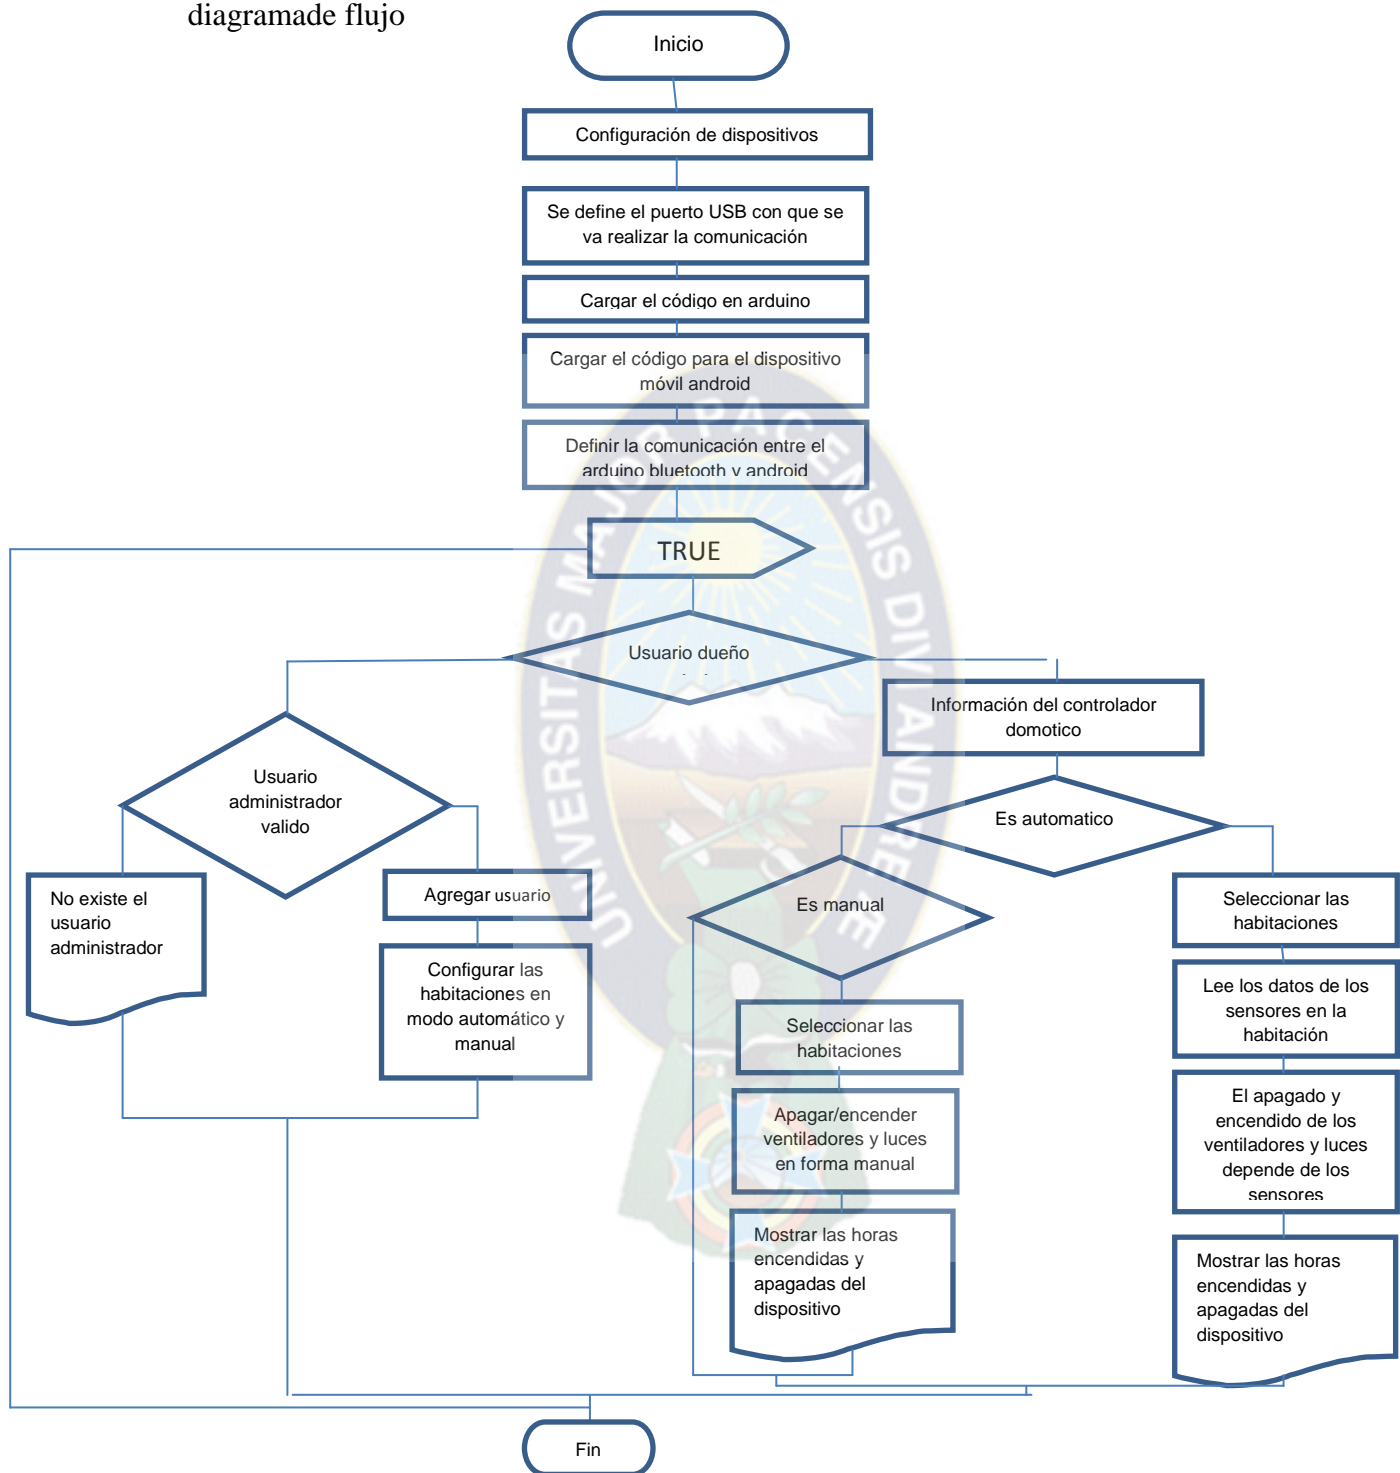 diagramade flujo
Inicio
Configuración de dispositivos
Se define el puerto USB con que se
va realizar la comunicación
Cargar el código en arduino
Cargar el código para el dispositivo
móvil android
Definir la comunicación entre el
arduino bluetooth y android
TRUE
Usuario dueño
Usuario
administrador
valido
No existe el
usuario
administrador
Agregar usuario
Configurar las
habitaciones en
modo automático y
manual
Información del controlador
domotico
Es automatico
Es manual
Seleccionar las
habitaciones
Apagar/encender
ventiladores y luces
en forma manual
Mostrar las horas
encendidas y
apagadas del
dispositivo
Seleccionar las
habitaciones
Lee los datos de los
sensores en la
habitación
El apagado y
encendido de los
ventiladores y luces
depende de los
sensores
Mostrar las horas
encendidas y
apagadas del
dispositivo
Fin
UNIVERSITAS MAJOR PACENSIS DIVI ANDREÆ